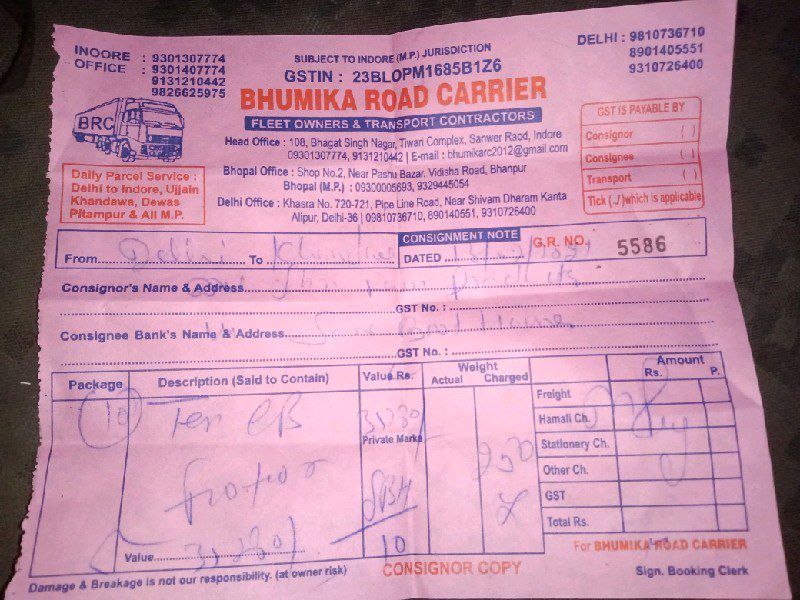 INOORE : 9301307774
OFFICE : 9301407774
9131210442
9826625975
SUBJECT TO INDORE (M.P.) JURISDICTION
GSTIN : 23BLOPM1685B1Z6
DELHI : 9810736710
8901405551
9310726400
BRC
BHUMIKA ROAD CARRIER
FLEET OWNERS & TRANSPORT CONTRACTORS
Head Office : 108, Bhagat Singh Nagar, Tiwari Complex, Sanwer Raod, Indore
09301307774, 9131210442 | E-mail : bhumikarc2012@gmail.com
Bhopal Office : Shop No.2, Near Pashu Bazar, Vidisha Road, Bhanpur
Bhopal (M.P.) : 09300005693, 9329445054
Delhi Office : Khasra No. 720-721, Pipe Line Road, Near Shivam Dharam Kanta
Alipur, Delhi-36 | 09810736710, 890140551, 9310726400
Daily Parcel Service :
Delhi to Indore, Ujjain
Khandawa, Dewas
Pitampur & All M.P.
GST IS PAYABLE BY
Consignor ( )
Consignee ( )
Transport ( )
Tick (✓) which is applicable
CONSIGNMENT NOTE
From Delhi To
DATED
G.R. NO. 5586
Consignor's Name & Address
GST No. :
Consignee Bank's Name & Address
GST No. :
Package Description (Said to Contain) Value Rs. Weight Amount
Actual Charged Rs. P.
10 Ten CB
Private Marks
10
Value
Freight
Hamali Ch.
Stationery Ch.
Other Ch.
GST
Total Rs.
For BHUMIKA ROAD CARRIER
Damage & Breakage is not our responsibility. (at owner risk)
CONSIGNOR COPY
Sign. Booking Clerk